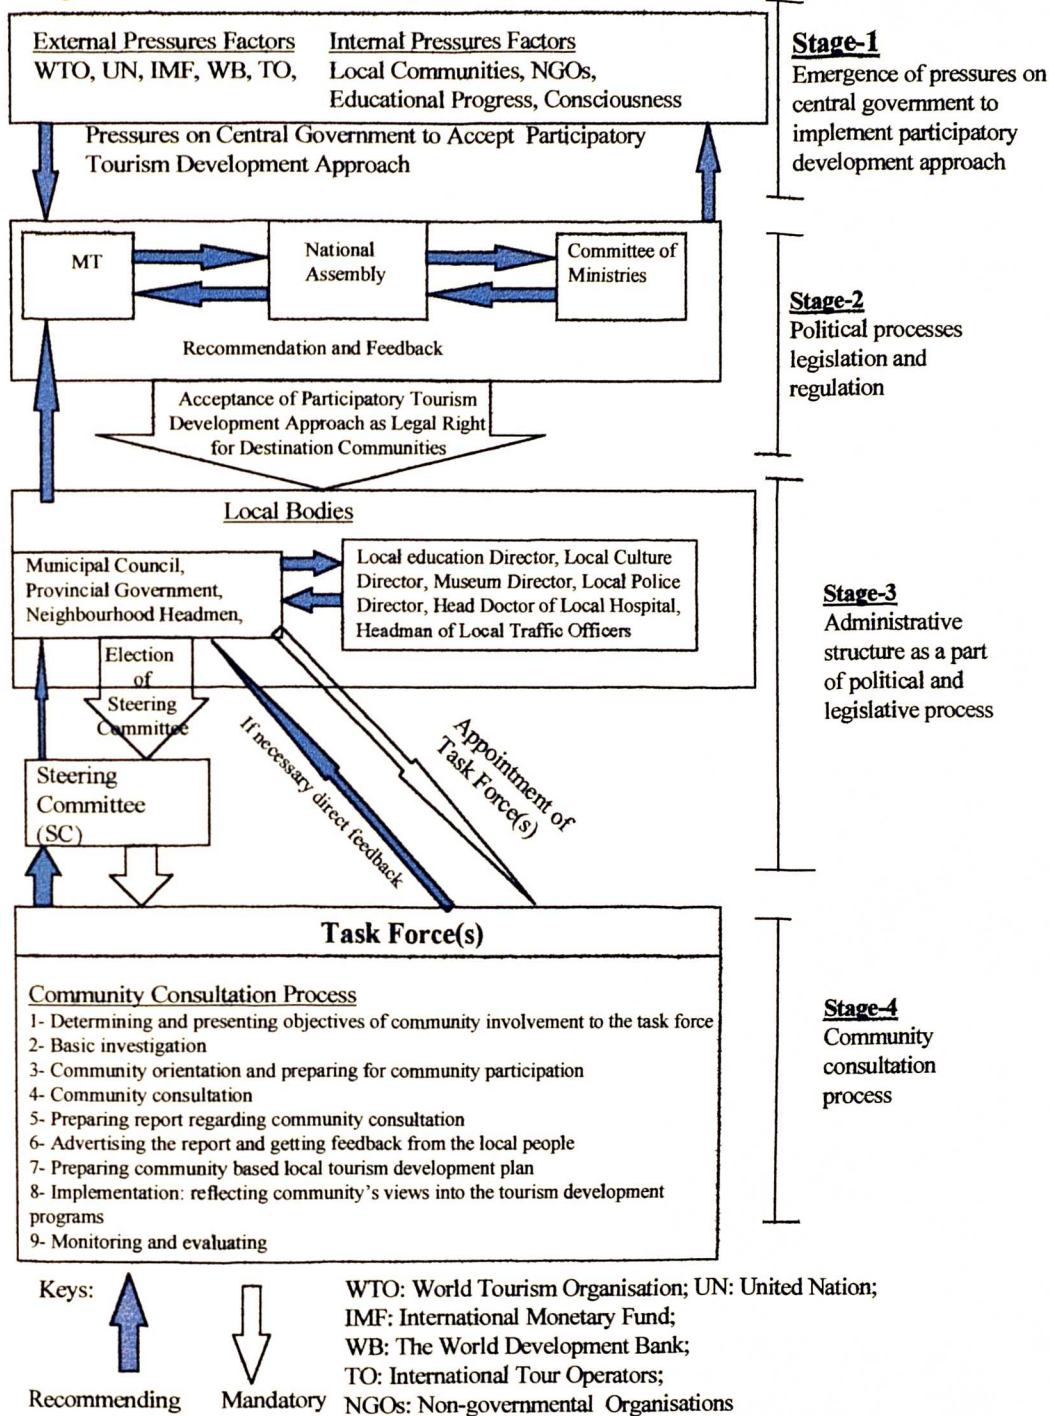 External Pressures Factors
WTO, UN, IMF, WB, TO,
Internal Pressures Factors
Local Communities, NGOs,
Educational Progress, Consciousness
Stage-1
Emergence of pressures on
central government to
implement participatory
development approach
Pressures on Central Government to Accept Participatory
Tourism Development Approach
MT
National
Assembly
Committee of
Ministries
Recommendation and Feedback
Stage-2
Political processes
legislation and
regulation
Acceptance of Participatory Tourism
Development Approach as Legal Right
for Destination Communities
Local Bodies
Municipal Council,
Provincial Government,
Neighbourhood Headmen,
Local education Director, Local Culture
Director, Museum Director, Local Police
Director, Head Doctor of Local Hospital,
Headman of Local Traffic Officers
Stage-3
Administrative
structure as a part
of political and
legislative process
Election
of
Steering
Committee
If necessary direct feedback
Appointment of
Task Force(s)
Steering
Committee
(SC)
Task Force(s)
Community Consultation Process
1- Determining and presenting objectives of community involvement to the task force
2- Basic investigation
3- Community orientation and preparing for community participation
4- Community consultation
5- Preparing report regarding community consultation
6- Advertising the report and getting feedback from the local people
7- Preparing community based local tourism development plan
8- Implementation: reflecting community's views into the tourism development
programs
9- Monitoring and evaluating
Stage-4
Community
consultation
process
Keys:
Recommending
Mandatory
WTO: World Tourism Organisation; UN: United Nation;
IMF: International Monetary Fund;
WB: The World Development Bank;
TO: International Tour Operators;
NGOs: Non-governmental Organisations